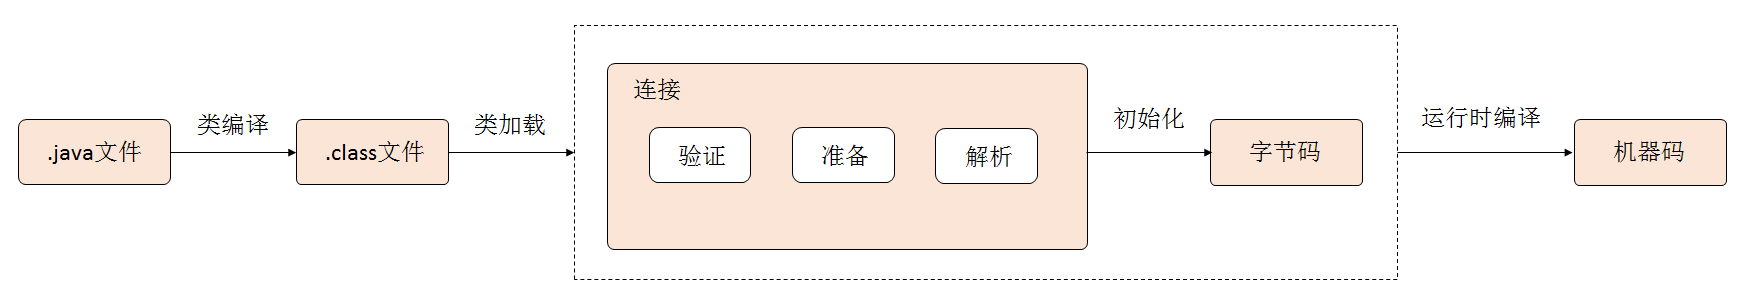 .java文件
类编译
.class文件
类加载
连接
验证
准备
解析
初始化
字节码
运行时编译
机器码